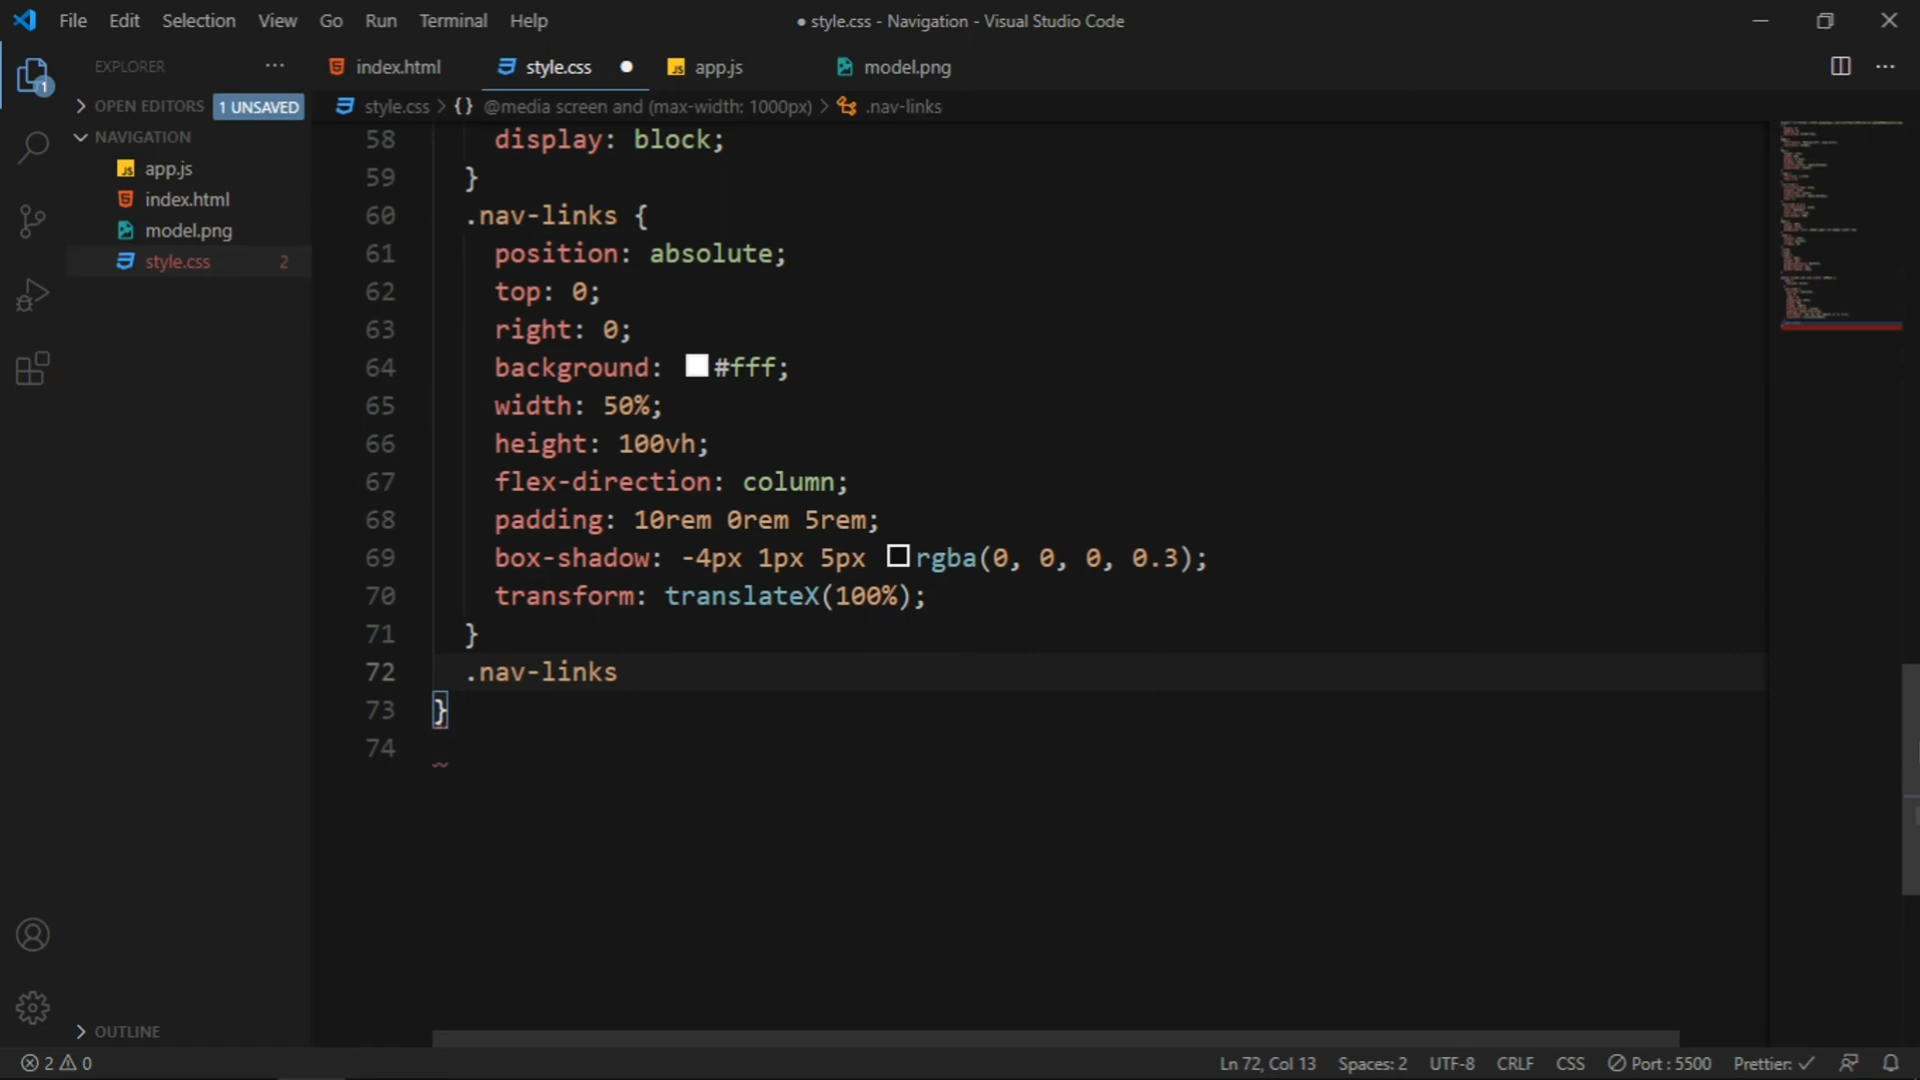 File Edit Selection View Go Run Terminal Help ● style.css - Navigation - Visual Studio Code
EXPLORER ... index.html style.css ● JS app.js model.png ...
1
OPEN EDITORS 1 UNSAVED
style.css > {} @media screen and (max-width: 1000px) > .nav-links
NAVIGATION
JS app.js
index.html
model.png
style.css 2
58 display: block;
59 }
60 .nav-links {
61 position: absolute;
62 top: 0;
63 right: 0;
64 background: #fff;
65 width: 50%;
66 height: 100vh;
67 flex-direction: column;
68 padding: 10rem 0rem 5rem;
69 box-shadow: -4px 1px 5px rgba(0, 0, 0, 0.3);
70 transform: translateX(100%);
71 }
72 .nav-links
73 }
74
OUTLINE
2 0 Ln 72, Col 13 Spaces: 2 UTF-8 CRLF CSS Port : 5500 Prettier: ✓